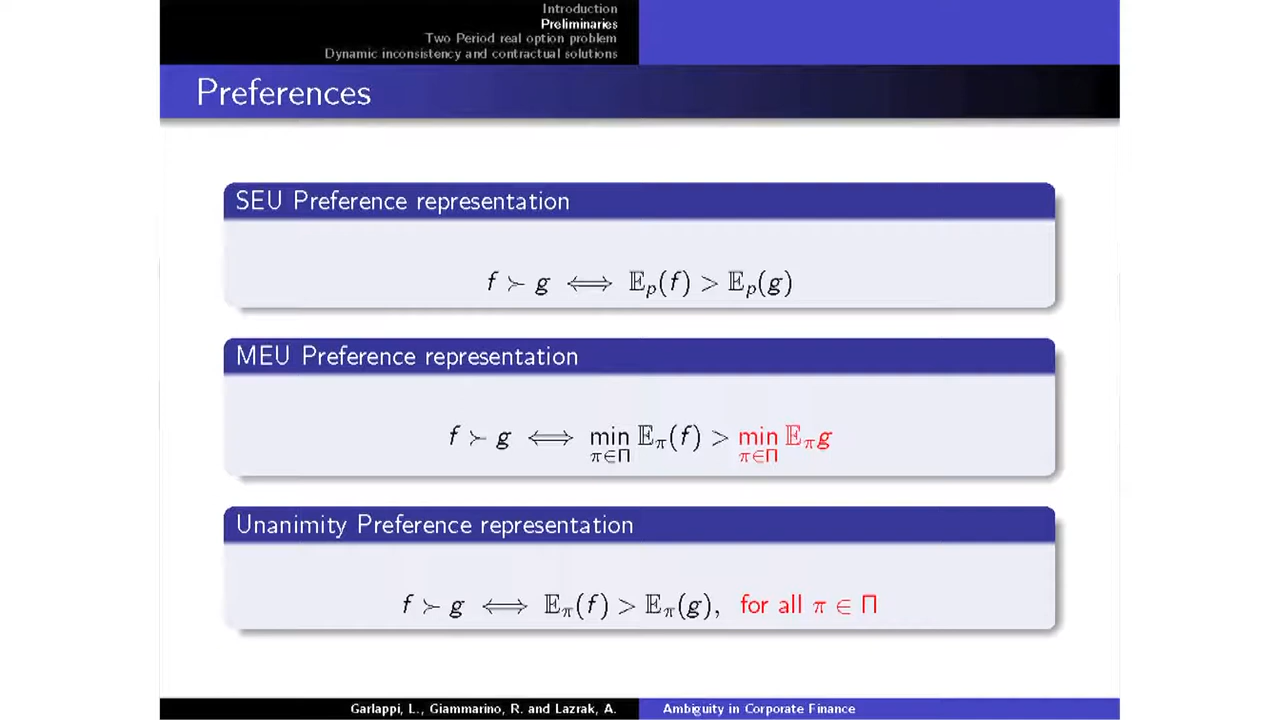 Introduction
Preliminaries
Two Period real option problem
Dynamic inconsistency and contractual solutions
Preferences
SEU Preference representation
f ≻ g ⟺ 𝔼p(f) > 𝔼p(g)
MEU Preference representation
f ≻ g ⟺ min π∈Π 𝔼π(f) > min π∈Π 𝔼πg
Unanimity Preference representation
f ≻ g ⟺ 𝔼π(f) > 𝔼π(g), for all π ∈ Π
Garlappi, L., Giammarino, R. and Lazrak, A.
Ambiguity in Corporate Finance